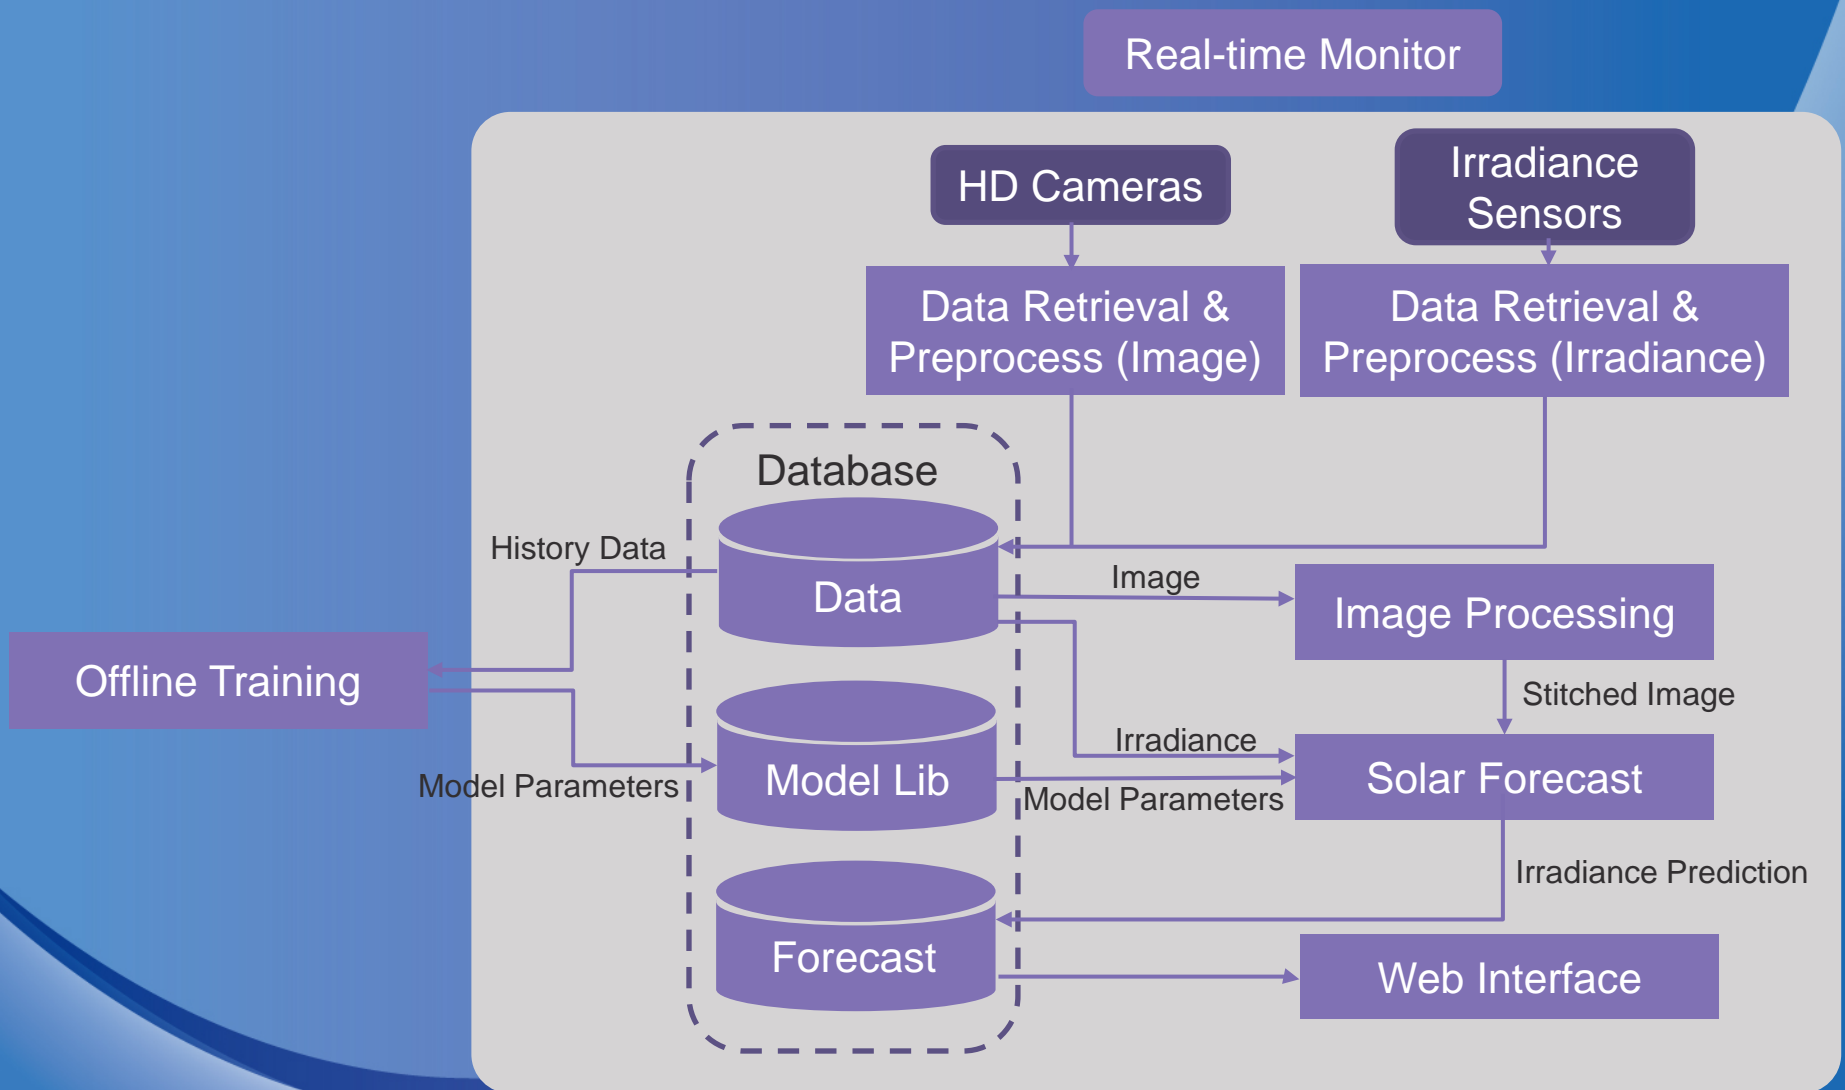 Real-time Monitor
HD Cameras
Irradiance
Sensors
Data Retrieval &
Preprocess (Image)
Data Retrieval &
Preprocess (Irradiance)
Database
History Data
Data
Image
Image Processing
Offline Training
Stitched Image
Irradiance
Model Parameters
Model Lib
Model Parameters
Solar Forecast
Irradiance Prediction
Forecast
Web Interface